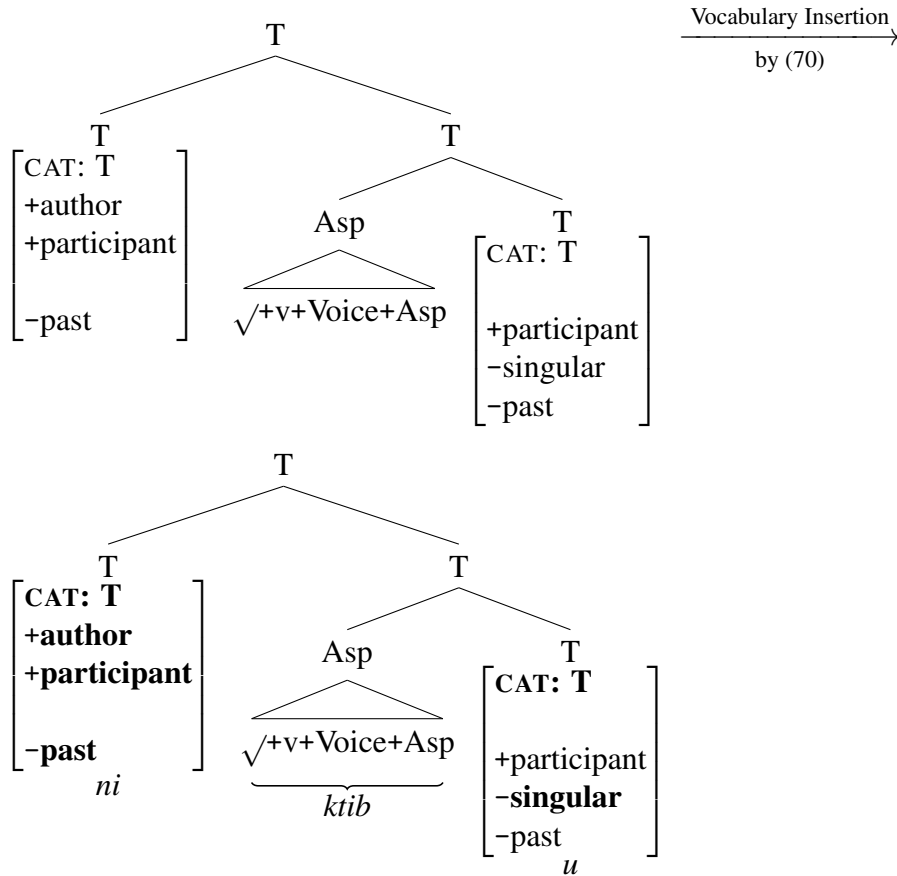 Vocabulary Insertion
by (70)
T
T T
CAT: T
+author
+participant
−past
Asp T
√+v+Voice+Asp
CAT: T
+participant
−singular
−past
T
T T
CAT: T
+author
+participant
−past
ni
Asp T
√+v+Voice+Asp
ktib
CAT: T
+participant
−singular
−past
u